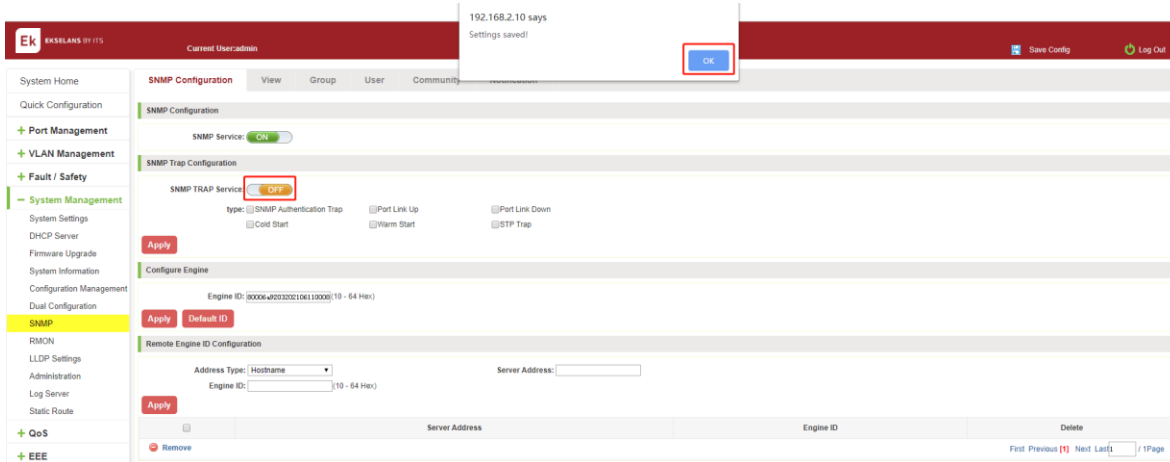 192.168.2.10 says
Settings saved!
OK
Ek EKSELANS BY ITS
Current User:admin
Save Config
Log Out
System Home
Quick Configuration
+ Port Management
+ VLAN Management
+ Fault / Safety
− System Management
System Settings
DHCP Server
Firmware Upgrade
System Information
Configuration Management
Dual Configuration
SNMP
RMON
LLDP Settings
Administration
Log Server
Static Route
+ QoS
+ EEE
SNMP Configuration View Group User Community Notification
SNMP Configuration
SNMP Service: ON
SNMP Trap Configuration
SNMP TRAP Service: OFF
type: SNMP Authentication Trap Port Link Up Port Link Down
Cold Start Warm Start STP Trap
Apply
Configure Engine
Engine ID: 80006a9203202106110000 (10 - 64 Hex)
Apply Default ID
Remote Engine ID Configuration
Address Type: Hostname Server Address:
Engine ID: (10 - 64 Hex)
Apply
Server Address Engine ID Delete
Remove
First Previous [1] Next Last 1 / 1Page